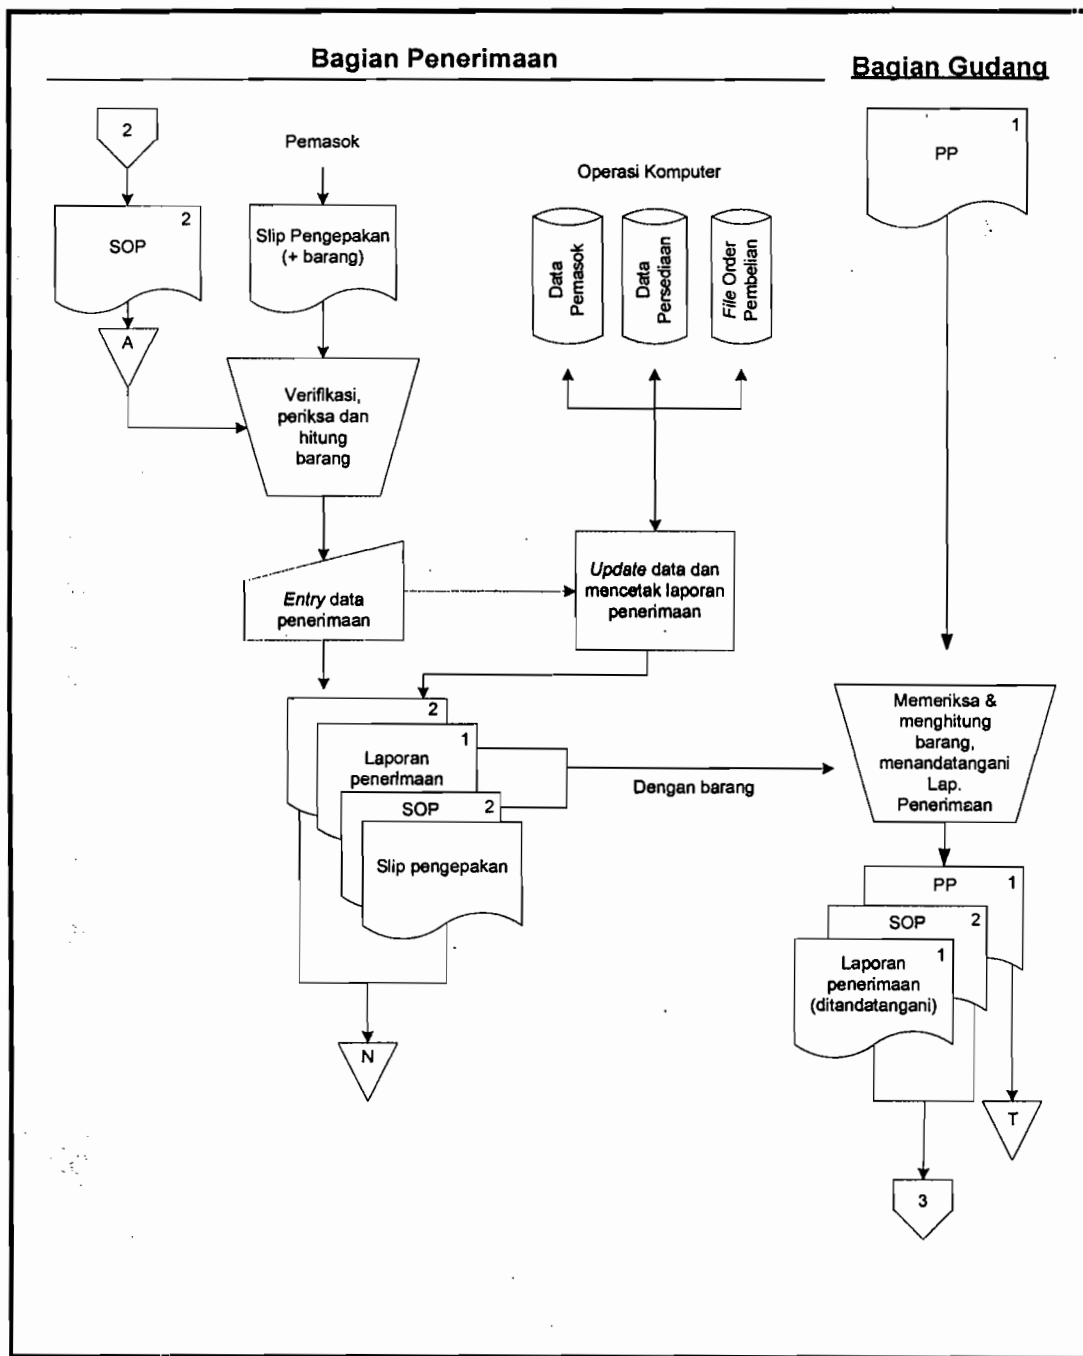 Bagian Penerimaan
Bagian Gudang
2
Pemasok
Operasi Komputer
1
PP
2
SOP
Slip Pengepakan
(+ barang)
Data
Pemasok
Data
Persediaan
File Order
Pembelian
A
Verifikasi,
periksa dan
hitung
barang
Entry data
penerimaan
Update data dan
mencetak laporan
penerimaan
2
1
Laporan
penerimaan
SOP 2
Slip pengepakan
Dengan barang
Memeriksa &
menghitung
barang,
menandatangani
Lap.
Penerimaan
PP 1
SOP 2
Laporan 1
penerimaan
(ditandatangani)
N
T
3